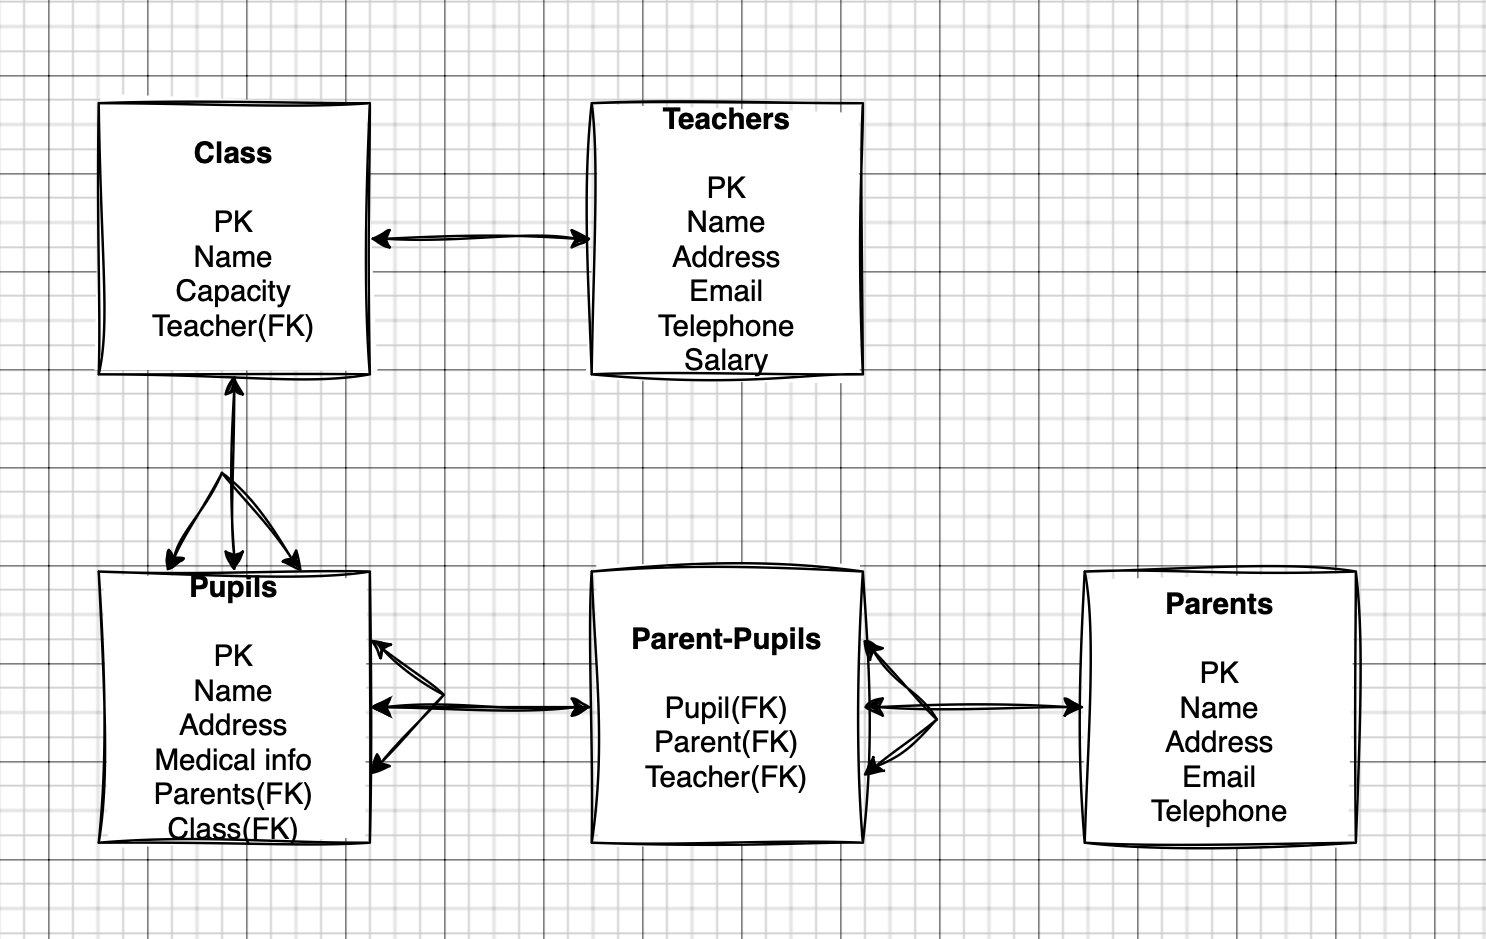 Class
PK
Name
Capacity
Teacher(FK)
Teachers
PK
Name
Address
Email
Telephone
Salary
Pupils
PK
Name
Address
Medical info
Parents(FK)
Class(FK)
Parent-Pupils
Pupil(FK)
Parent(FK)
Teacher(FK)
Parents
PK
Name
Address
Email
Telephone